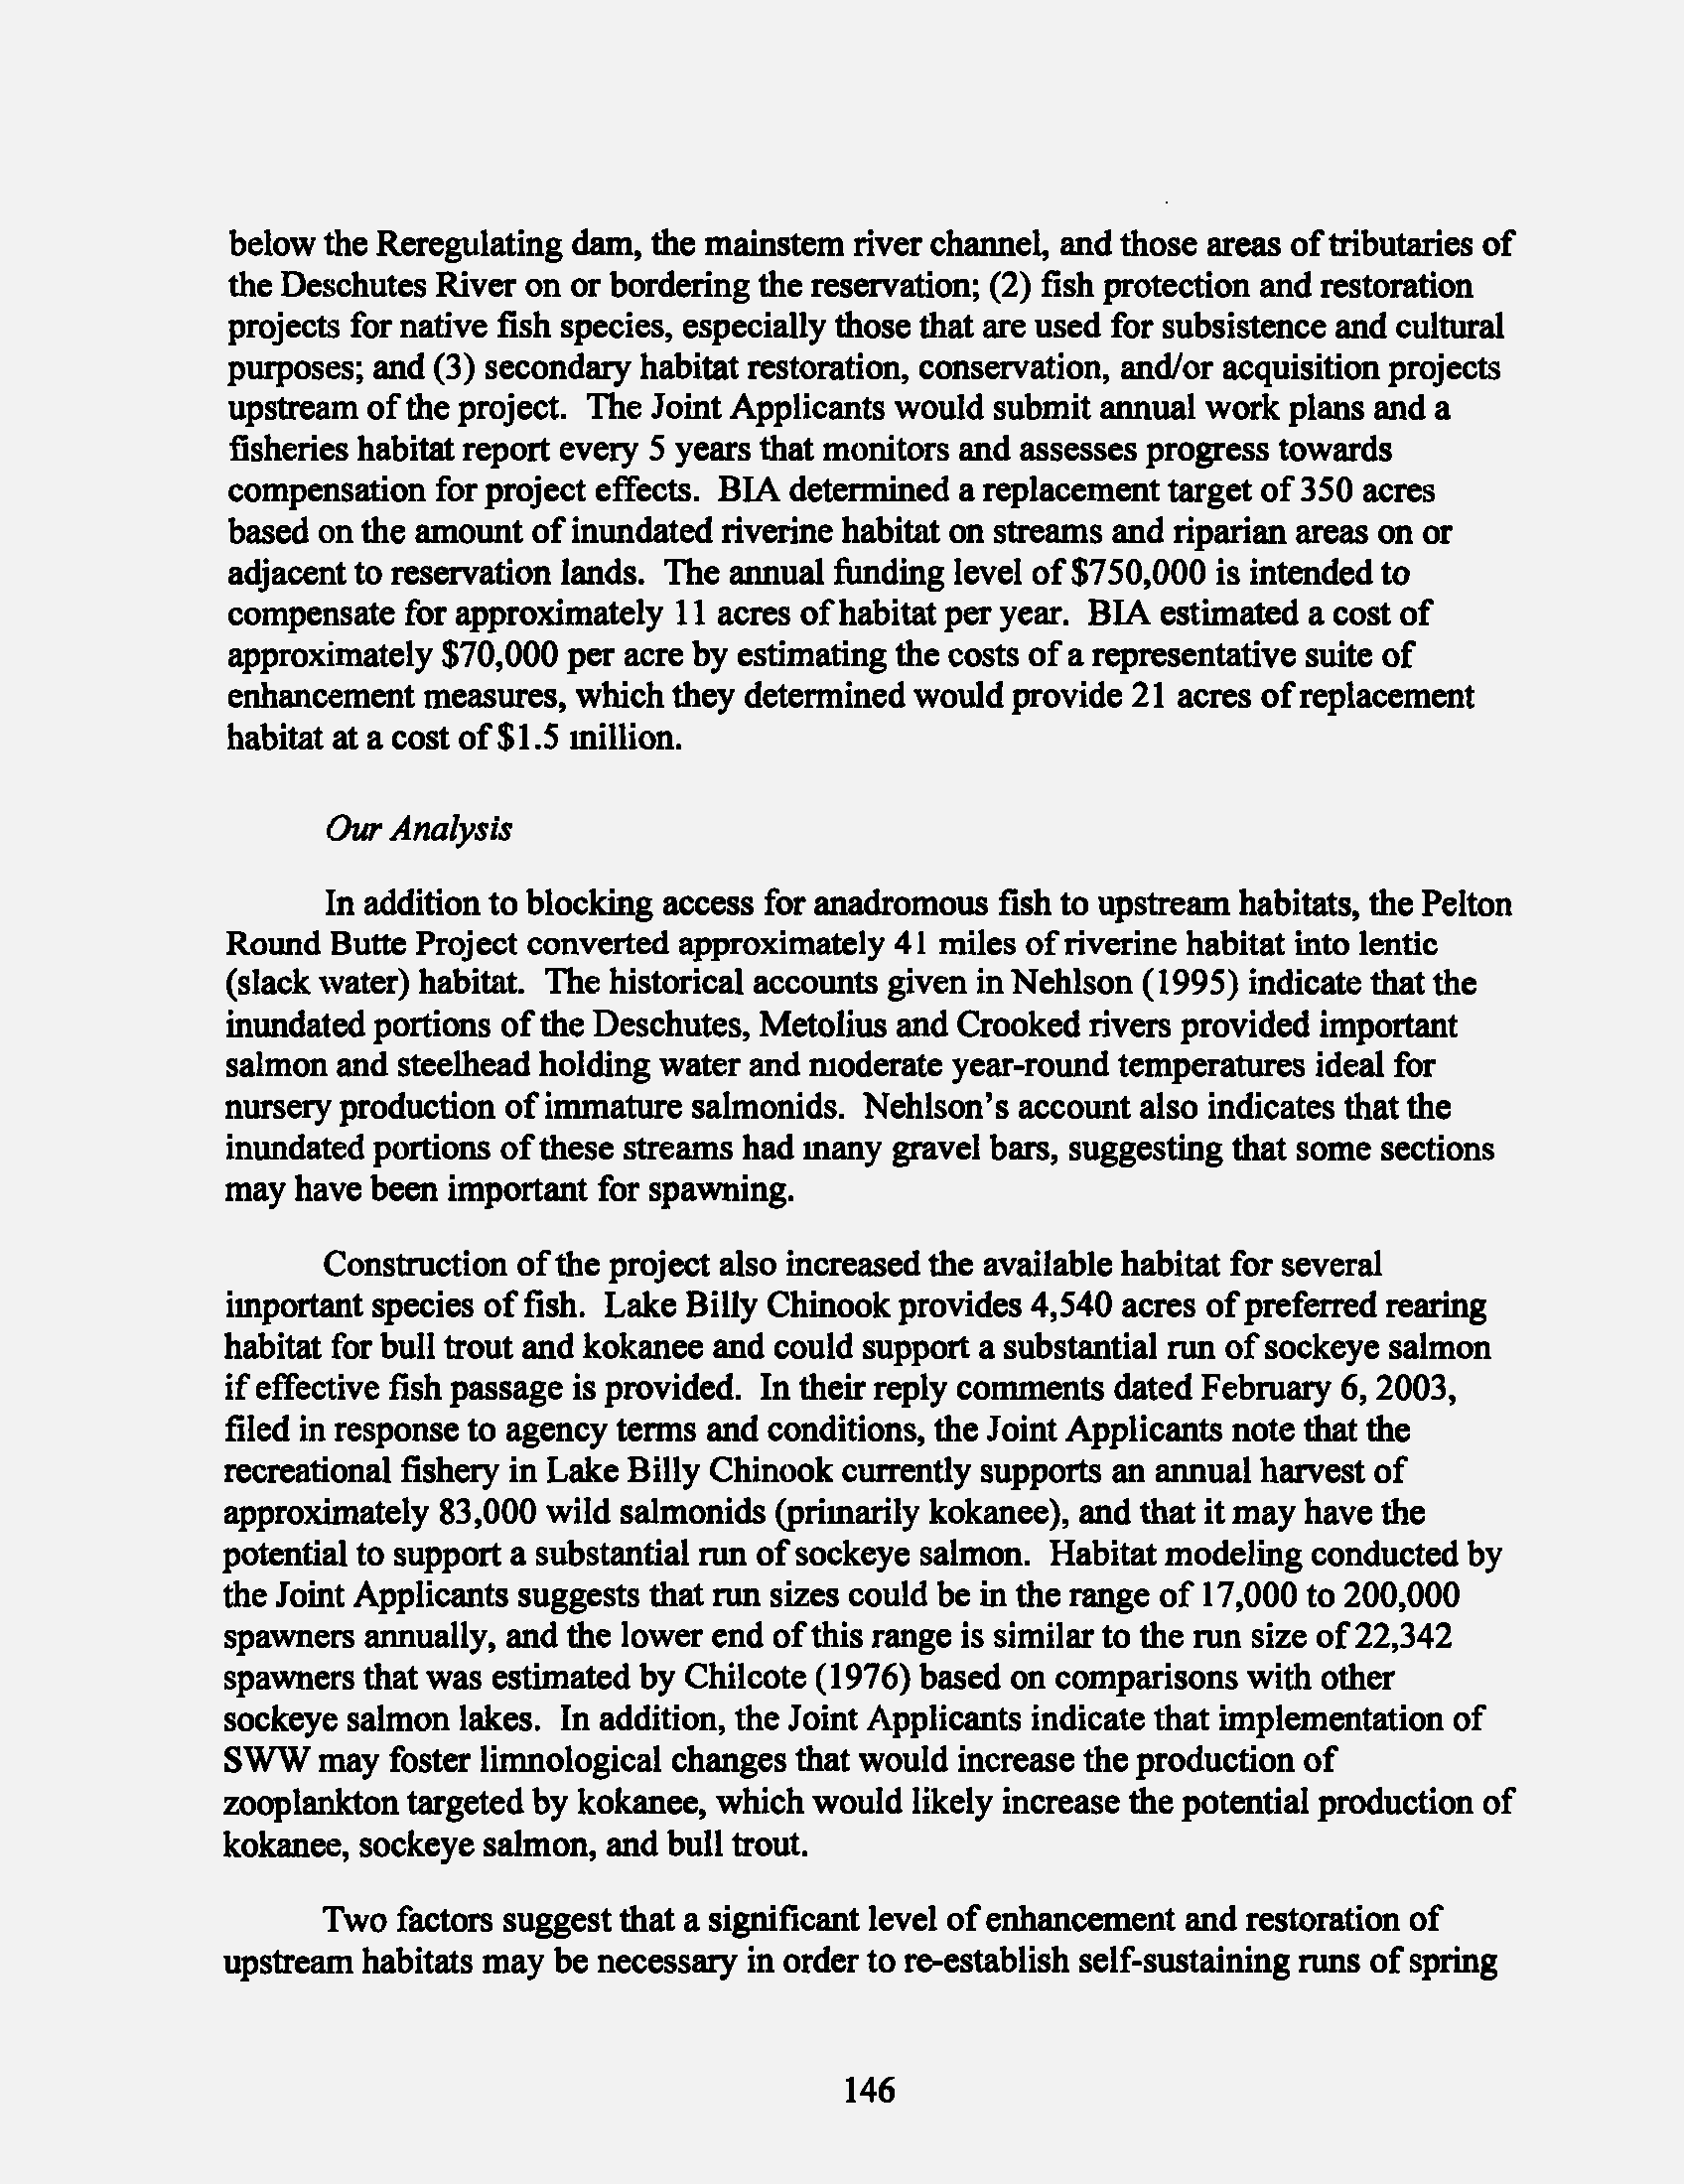 below the Reregulating dam, the mainstem river channel, and those areas of tributaries of
the Deschutes River on or bordering the reservation; (2) fish protection and restoration
projects for native fish species, especially those that are used for subsistence and cultural
purposes; and (3) secondary habitat restoration, conservation, and/or acquisition projects
upstream of the project. The Joint Applicants would submit annual work plans and a
fisheries habitat report every 5 years that monitors and assesses progress towards
compensation for project effects. BIA determined a replacement target of 350 acres
based on the amount of inundated riverine habitat on streams and riparian areas on or
adjacent to reservation lands. The annual funding level of $750,000 is intended to
compensate for approximately 11 acres of habitat per year. BIA estimated a cost of
approximately $70,000 per acre by estimating the costs of a representative suite of
enhancement measures, which they determined would provide 21 acres of replacement
habitat at a cost of $1.5 million.
Our Analysis
In addition to blocking access for anadromous fish to upstream habitats, the Pelton
Round Butte Project converted approximately 41 miles of riverine habitat into lentic
(slack water) habitat. The historical accounts given in Nehlson (1995) indicate that the
inundated portions of the Deschutes, Metolius and Crooked rivers provided important
salmon and steelhead holding water and moderate year-round temperatures ideal for
nursery production of immature salmonids. Nehlson's account also indicates that the
inundated portions of these streams had many gravel bars, suggesting that some sections
may have been important for spawning.
Construction of the project also increased the available habitat for several
important species of fish. Lake Billy Chinook provides 4,540 acres of preferred rearing
habitat for bull trout and kokanee and could support a substantial run of sockeye salmon
if effective fish passage is provided. In their reply comments dated February 6, 2003,
filed in response to agency terms and conditions, the Joint Applicants note that the
recreational fishery in Lake Billy Chinook currently supports an annual harvest of
approximately 83,000 wild salmonids (primarily kokanee), and that it may have the
potential to support a substantial run of sockeye salmon. Habitat modeling conducted by
the Joint Applicants suggests that run sizes could be in the range of 17,000 to 200,000
spawners annually, and the lower end of this range is similar to the run size of 22,342
spawners that was estimated by Chilcote (1976) based on comparisons with other
sockeye salmon lakes. In addition, the Joint Applicants indicate that implementation of
SWW may foster limnological changes that would increase the production of
zooplankton targeted by kokanee, which would likely increase the potential production of
kokanee, sockeye salmon, and bull trout.
Two factors suggest that a significant level of enhancement and restoration of
upstream habitats may be necessary in order to re-establish self-sustaining runs of spring
146